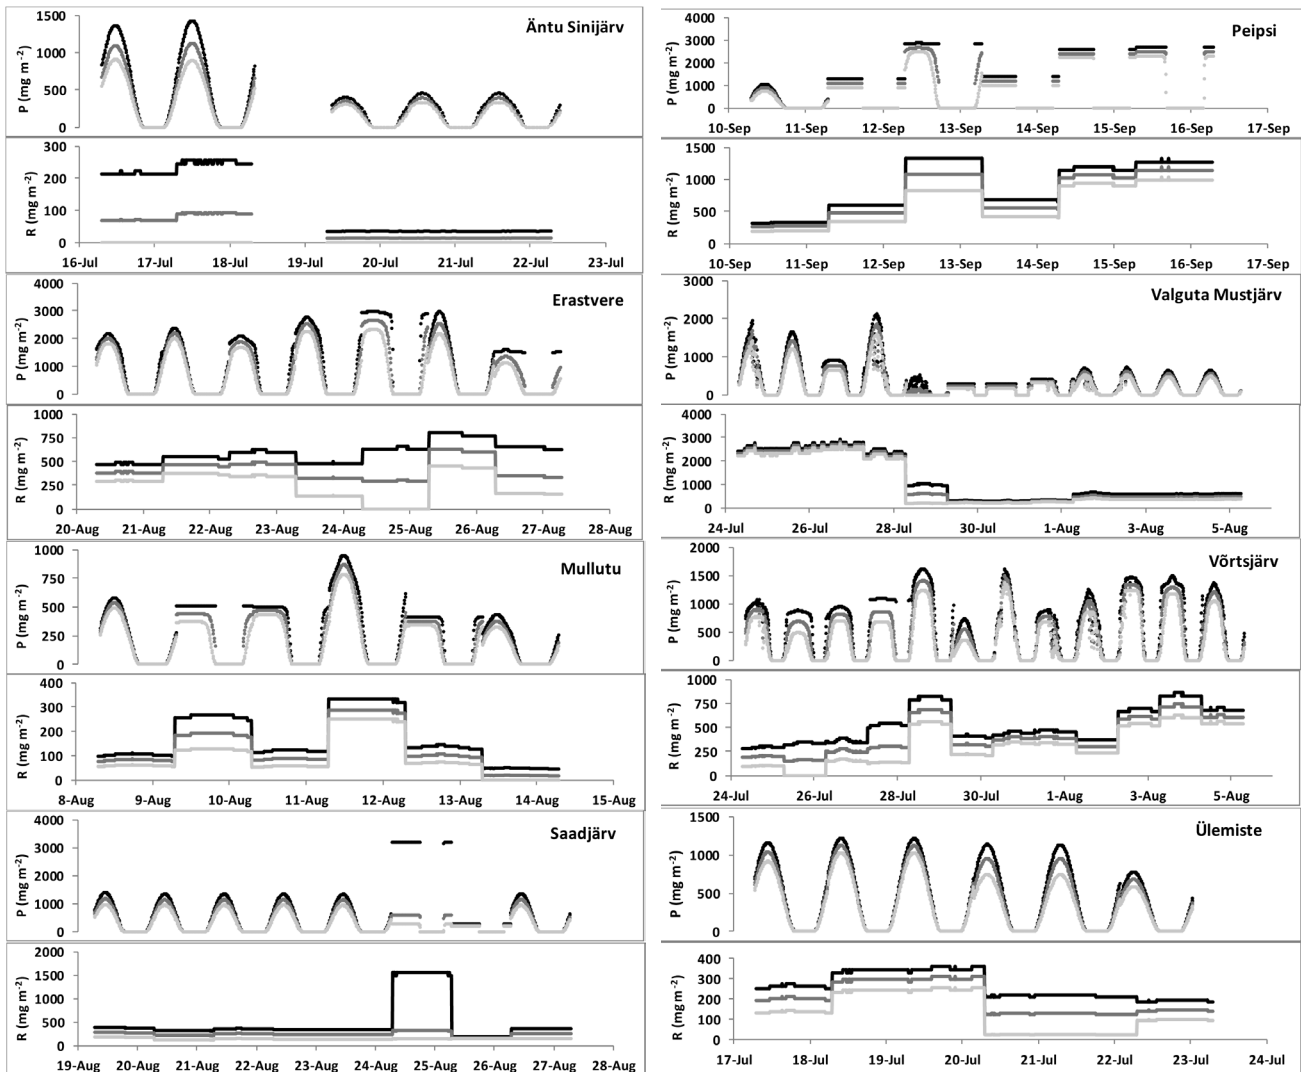 Äntu Sinijärv
P (mg m⁻²)
1500
1000
500
0
R (mg m⁻²)
300
200
100
0
16-Jul 17-Jul 18-Jul 19-Jul 20-Jul 21-Jul 22-Jul 23-Jul
Erastvere
P (mg m⁻²)
4000
3000
2000
1000
0
R (mg m⁻²)
1000
750
500
250
0
20-Aug 21-Aug 22-Aug 23-Aug 24-Aug 25-Aug 26-Aug 27-Aug 28-Aug
Mullutu
P (mg m⁻²)
1000
750
500
250
0
R (mg m⁻²)
400
300
200
100
0
8-Aug 9-Aug 10-Aug 11-Aug 12-Aug 13-Aug 14-Aug 15-Aug
Saadjärv
P (mg m⁻²)
4000
3000
2000
1000
0
R (mg m⁻²)
2000
1500
1000
500
0
19-Aug 20-Aug 21-Aug 22-Aug 23-Aug 24-Aug 25-Aug 26-Aug 27-Aug 28-Aug
Peipsi
P (mg m⁻²)
4000
3000
2000
1000
0
10-Sep 11-Sep 12-Sep 13-Sep 14-Sep 15-Sep 16-Sep 17-Sep
R (mg m⁻²)
1500
1000
500
0
10-Sep 11-Sep 12-Sep 13-Sep 14-Sep 15-Sep 16-Sep 17-Sep
Valguta Mustjärv
P (mg m⁻²)
3000
2000
1000
0
R (mg m⁻²)
4000
3000
2000
1000
0
24-Jul 26-Jul 28-Jul 30-Jul 1-Aug 3-Aug 5-Aug
Võrtsjärv
P (mg m⁻²)
2000
1500
1000
500
0
R (mg m⁻²)
1000
750
500
250
0
24-Jul 26-Jul 28-Jul 30-Jul 1-Aug 3-Aug 5-Aug
Ülemiste
P (mg m⁻²)
1500
1000
500
0
R (mg m⁻²)
400
300
200
100
0
17-Jul 18-Jul 19-Jul 20-Jul 21-Jul 22-Jul 23-Jul 24-Jul